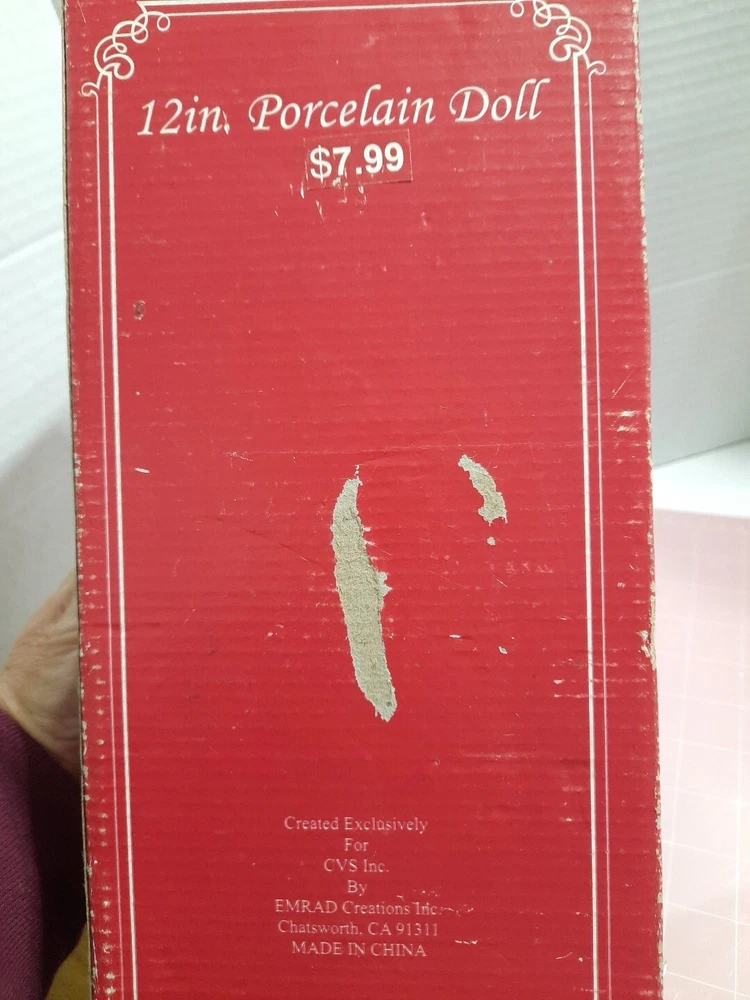 12in. Porcelain Doll
$7.99
Created Exclusively
For
CVS Inc.
By
EMRAD Creations Inc.
Chatsworth, CA 91311
MADE IN CHINA